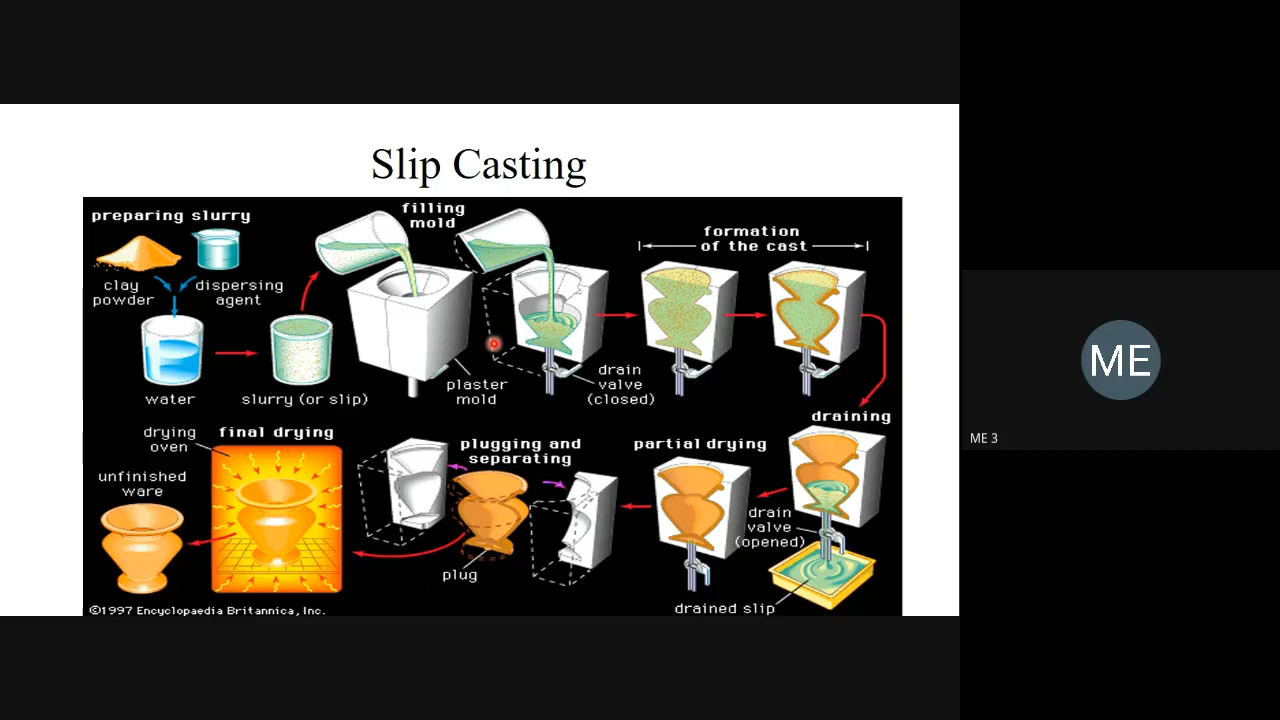 Slip Casting
preparing slurry
clay
powder
dispersing
agent
water
slurry (or slip)
filling
mold
plaster
mold
drain
valve
(closed)
formation
of the cast
draining
drain
valve
(opened)
drained slip
partial drying
plugging and
separating
plug
final drying
drying
oven
unfinished
ware
©1997 Encyclopaedia Britannica, Inc.
ME
ME 3